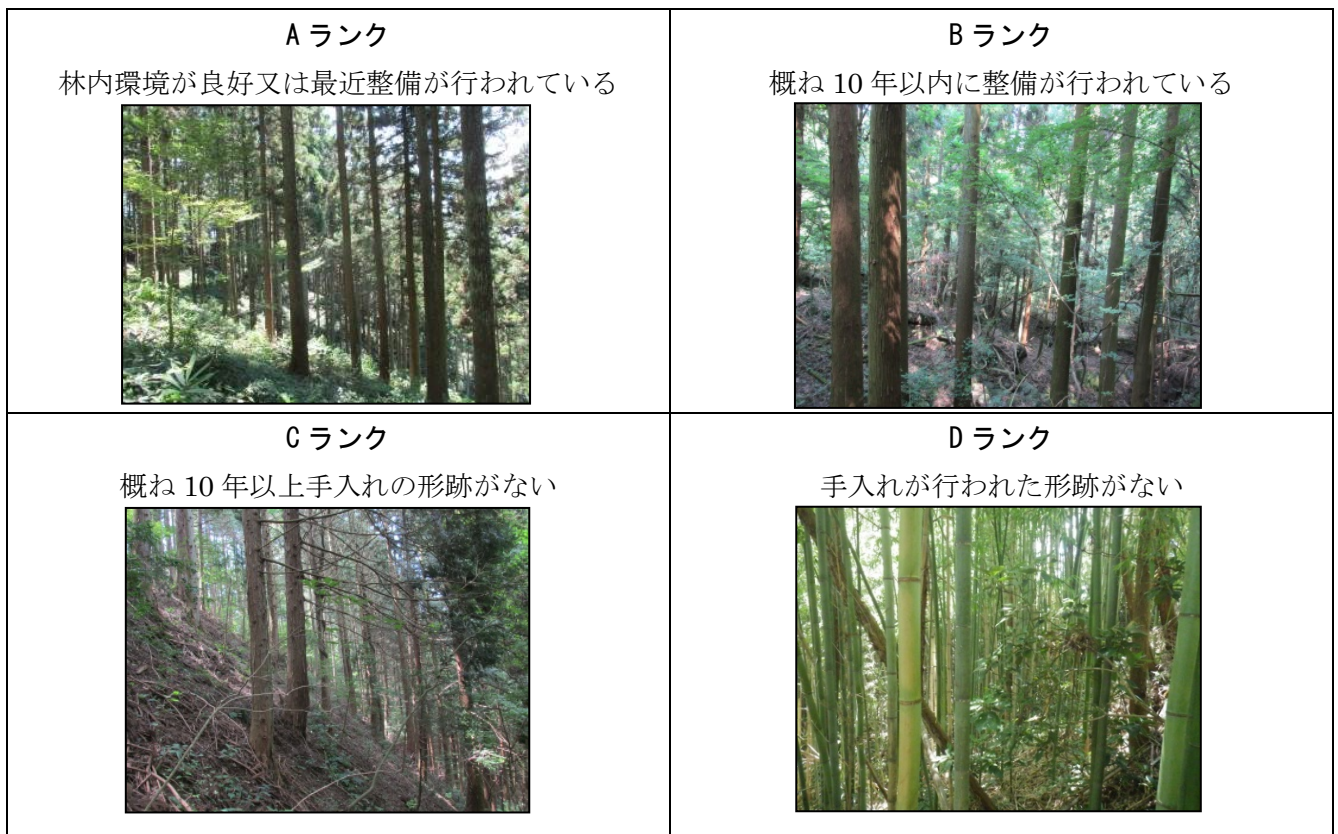 Aランク
林内環境が良好又は最近整備が行われている
Bランク
概ね 10 年以内に整備が行われている
Cランク
概ね 10 年以上手入れの形跡がない
Dランク
手入れが行われた形跡がない